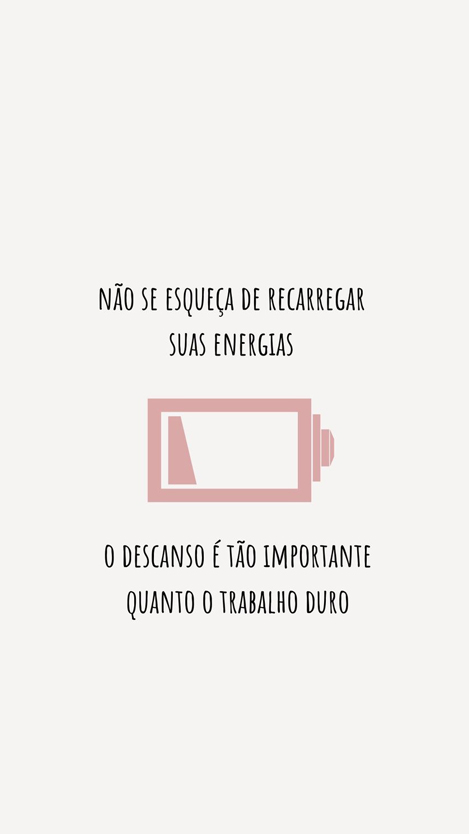 NÃO SE ESQUEÇA DE RECARREGAR
SUAS ENERGIAS
O DESCANSO É TÃO IMPORTANTE
QUANTO O TRABALHO DURO